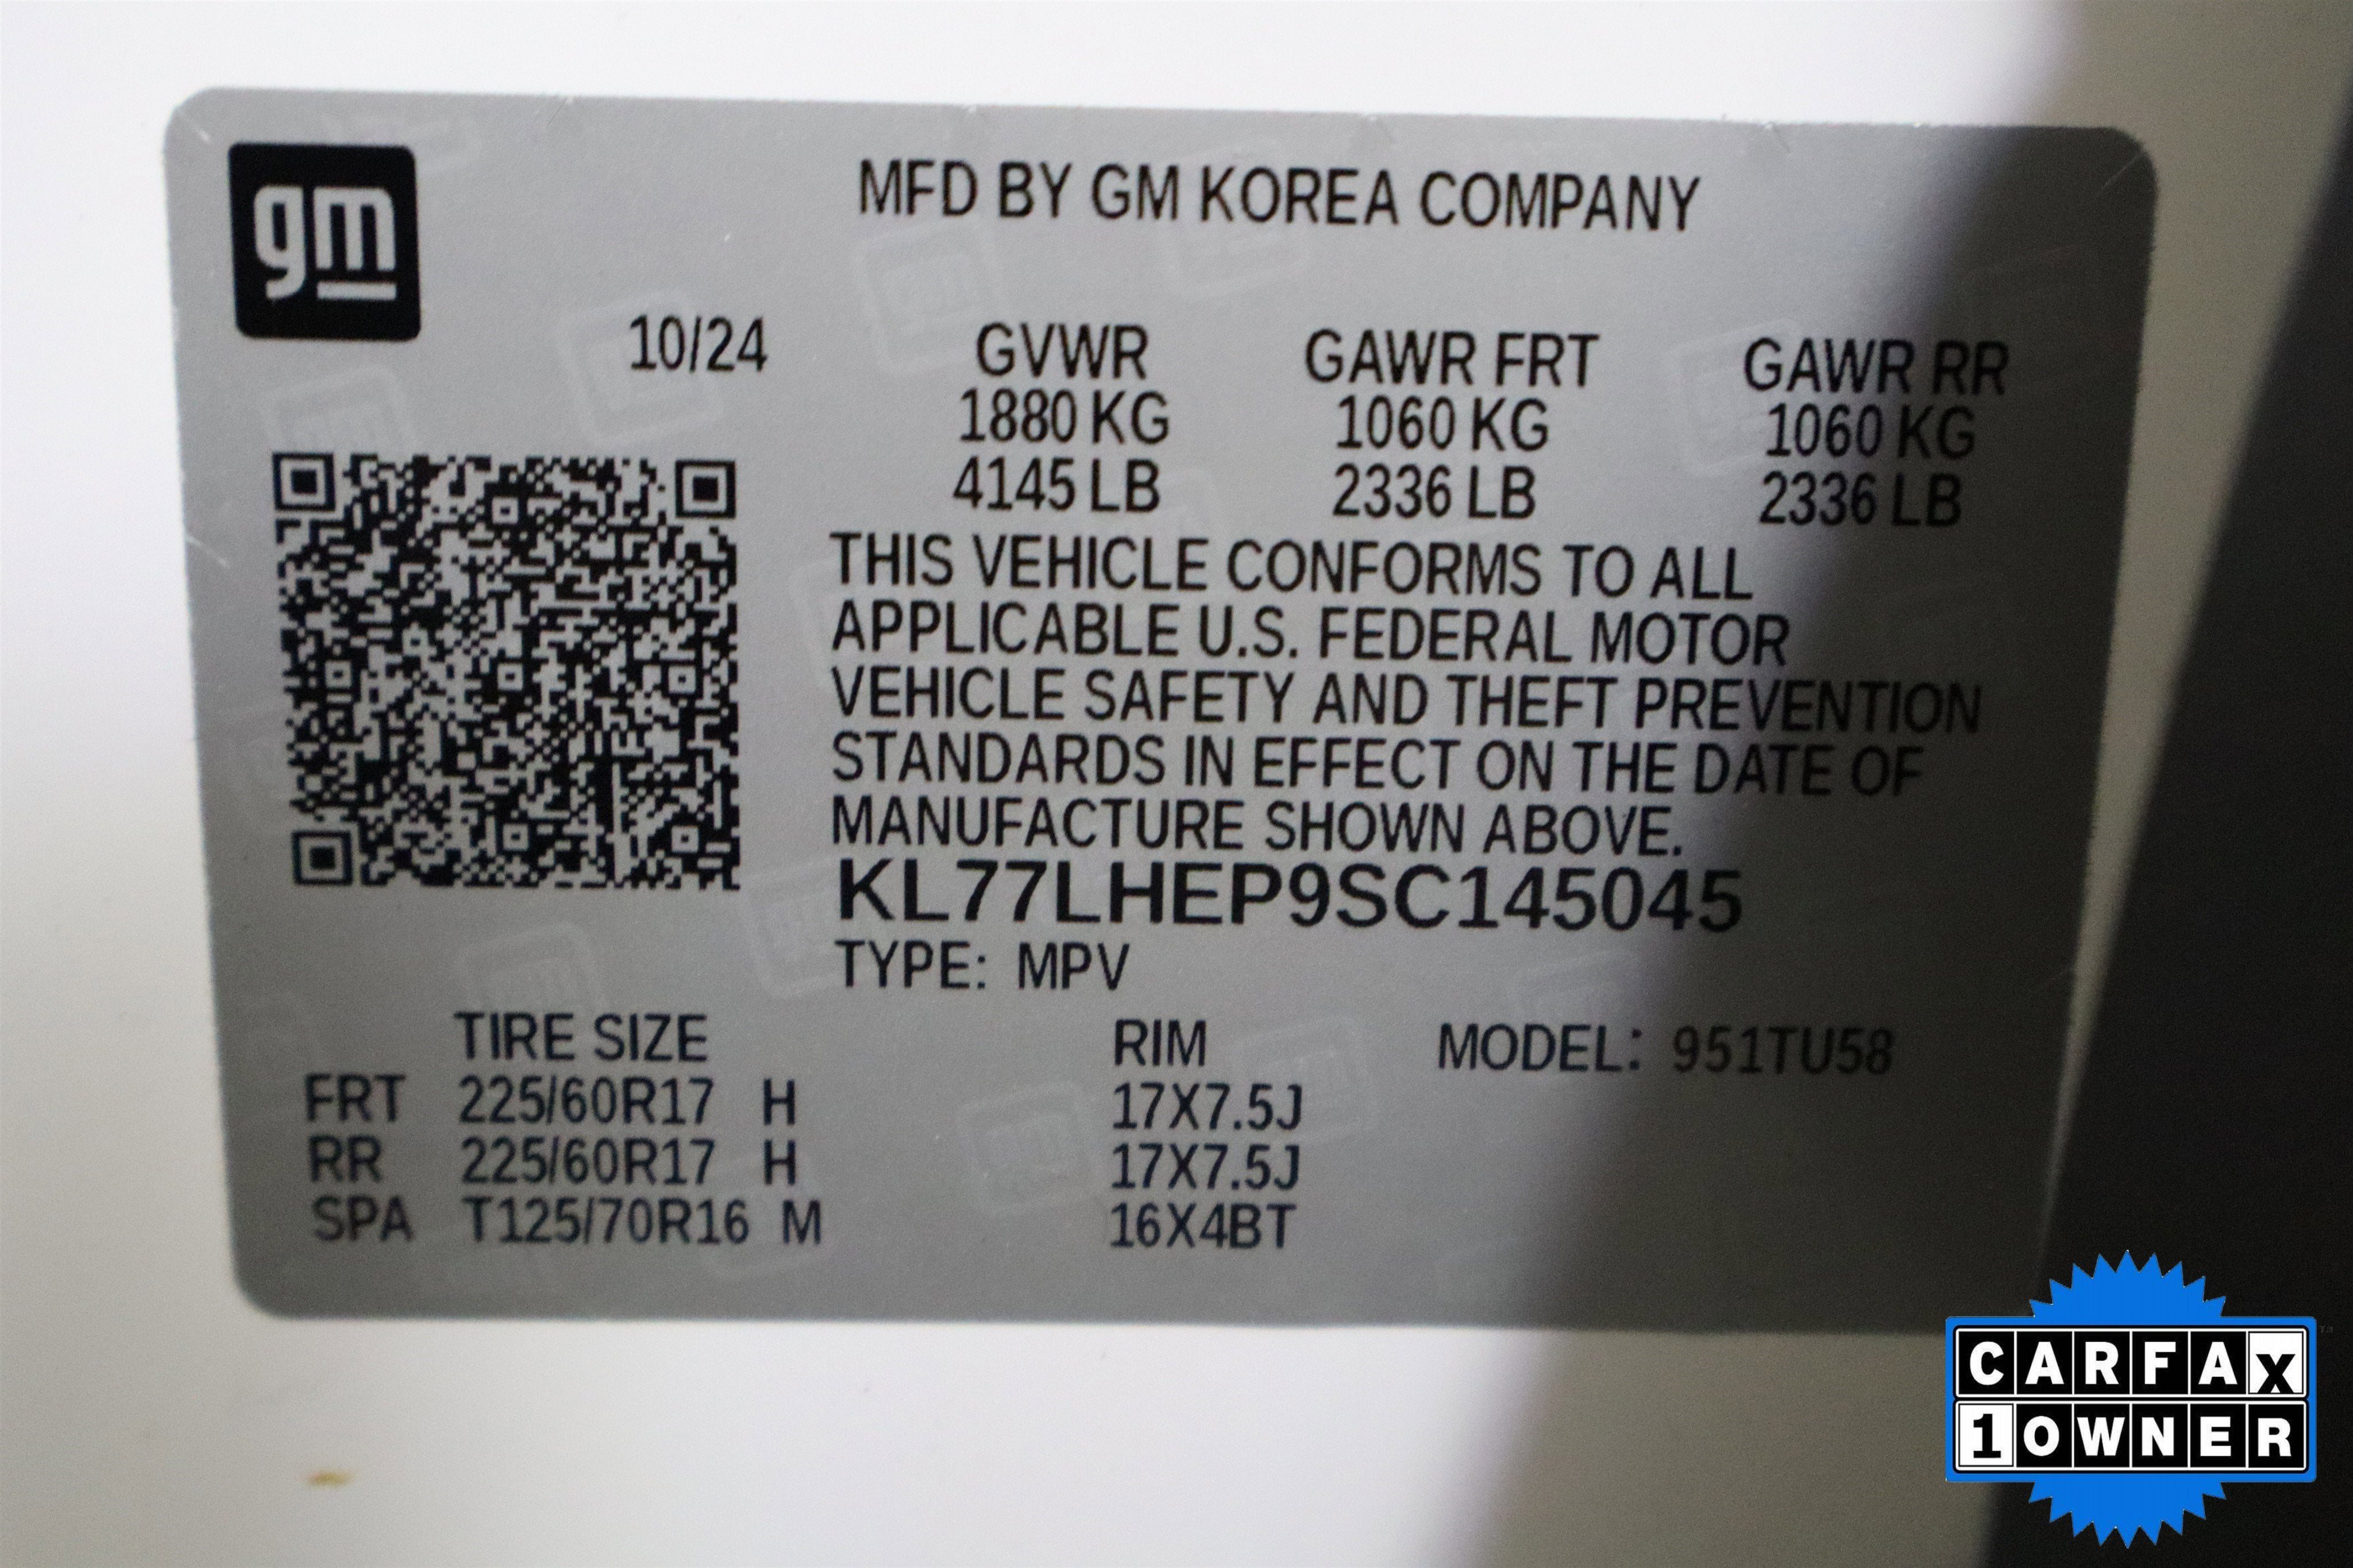 gm
MFD BY GM KOREA COMPANY
10/24 GVWR GAWR FRT GAWR RR
1880 KG 1060 KG 1060 KG
4145 LB 2336 LB 2336 LB
THIS VEHICLE CONFORMS TO ALL
APPLICABLE U.S. FEDERAL MOTOR
VEHICLE SAFETY AND THEFT PREVENTION
STANDARDS IN EFFECT ON THE DATE OF
MANUFACTURE SHOWN ABOVE.
KL77LHEP9SC145045
TYPE: MPV
TIRE SIZE RIM MODEL: 951TU58
FRT 225/60R17 H 17X7.5J
RR 225/60R17 H 17X7.5J
SPA T125/70R16 M 16X4BT
CARFAX
1 OWNER